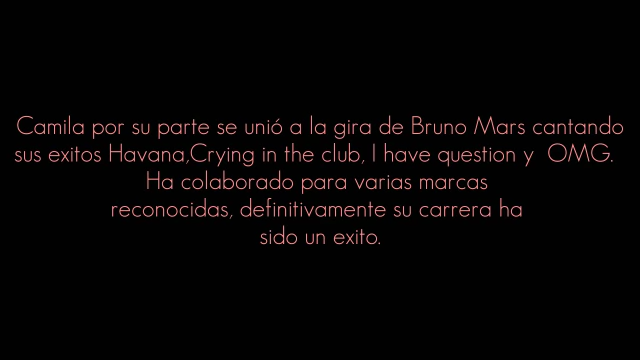 Camila por su parte se unió a la gira de Bruno Mars cantando
sus exitos Havana,Crying in the club, I have question y  OMG.
Ha colaborado para varias marcas
reconocidas, definitivamente su carrera ha
sido un exito.